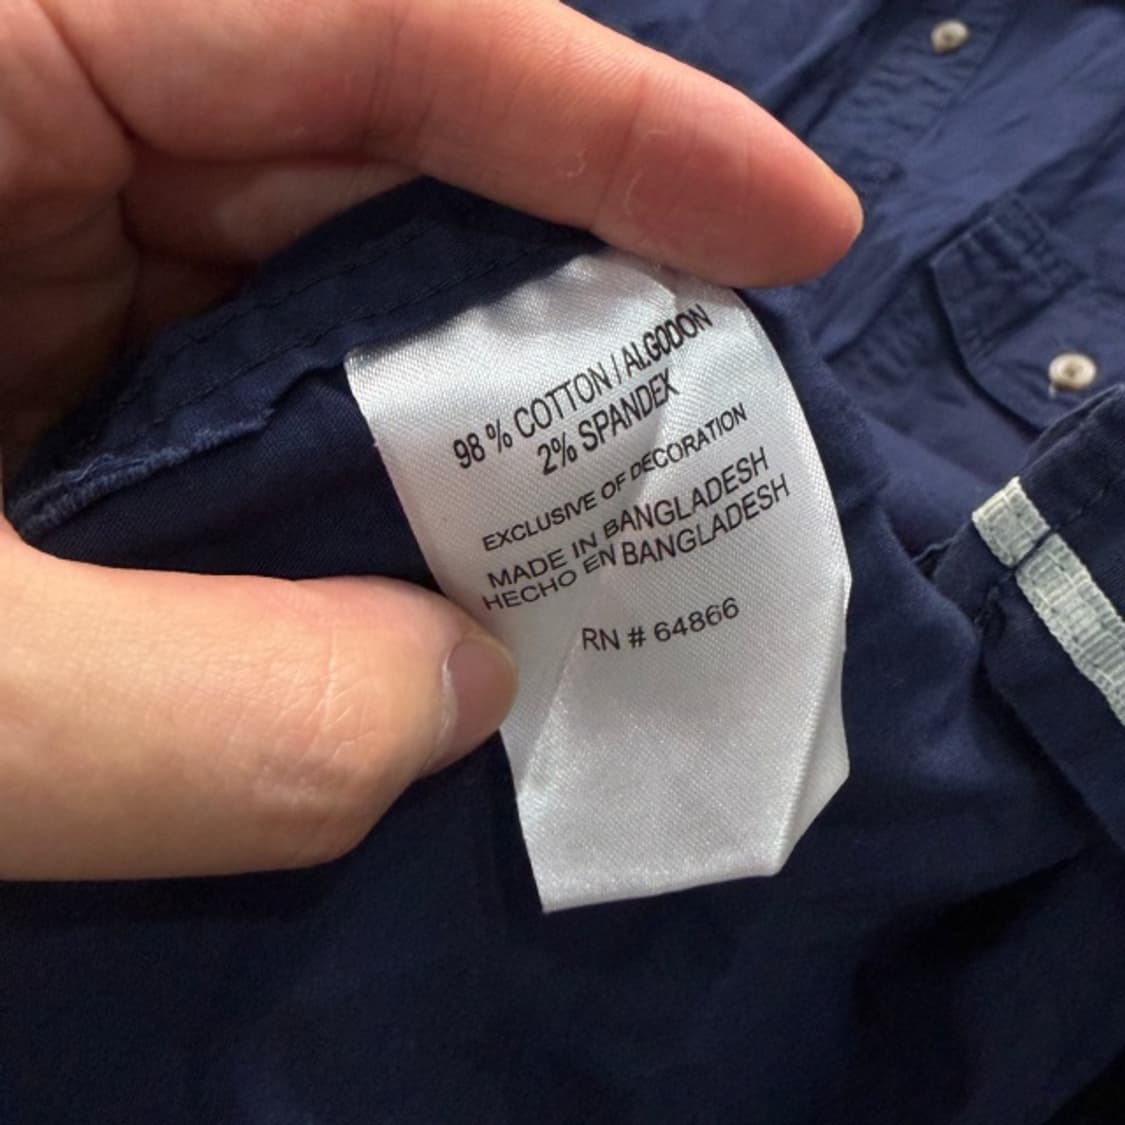 98 % COTTON / ALGODON
2% SPANDEX
EXCLUSIVE OF DECORATION
MADE IN BANGLADESH
HECHO EN BANGLADESH
RN # 64866